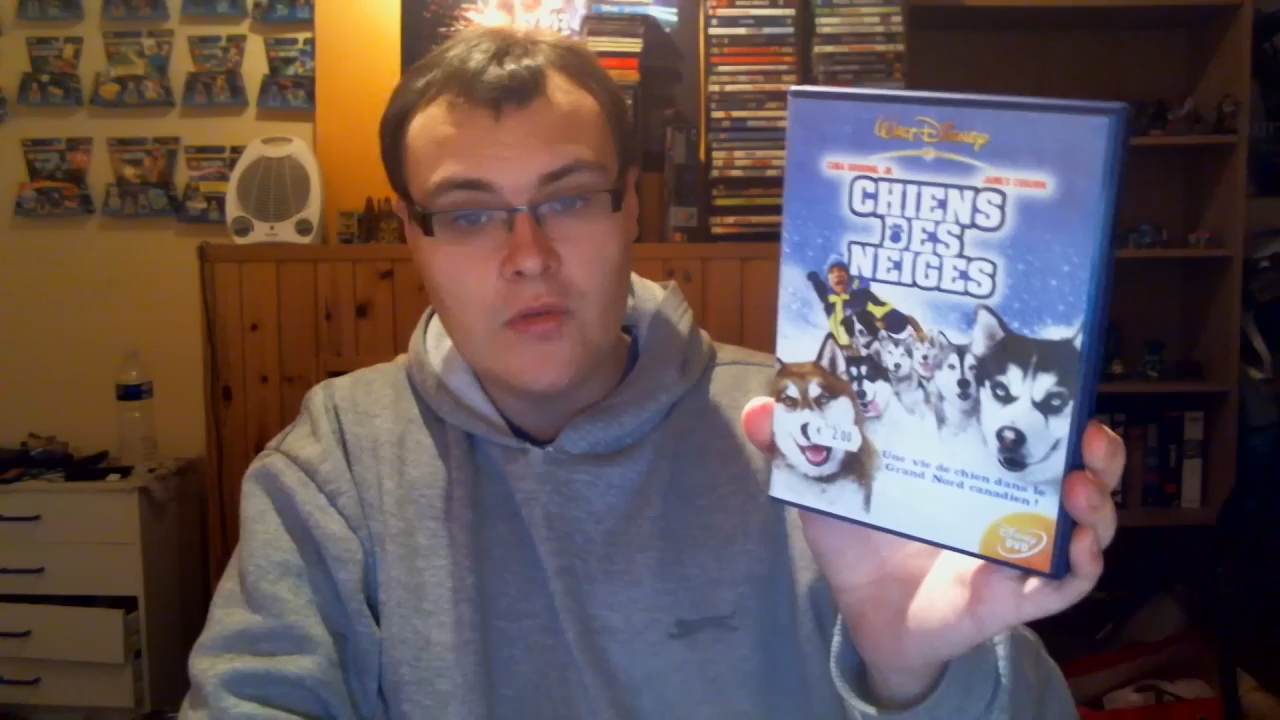 WALT DISNEY
CUBA GOODING, JR. JAMES COBURN
CHIENS
DES
NEIGES
€ 2.00
Une vie de chien dans le
Grand Nord canadien !
Disney
DVD